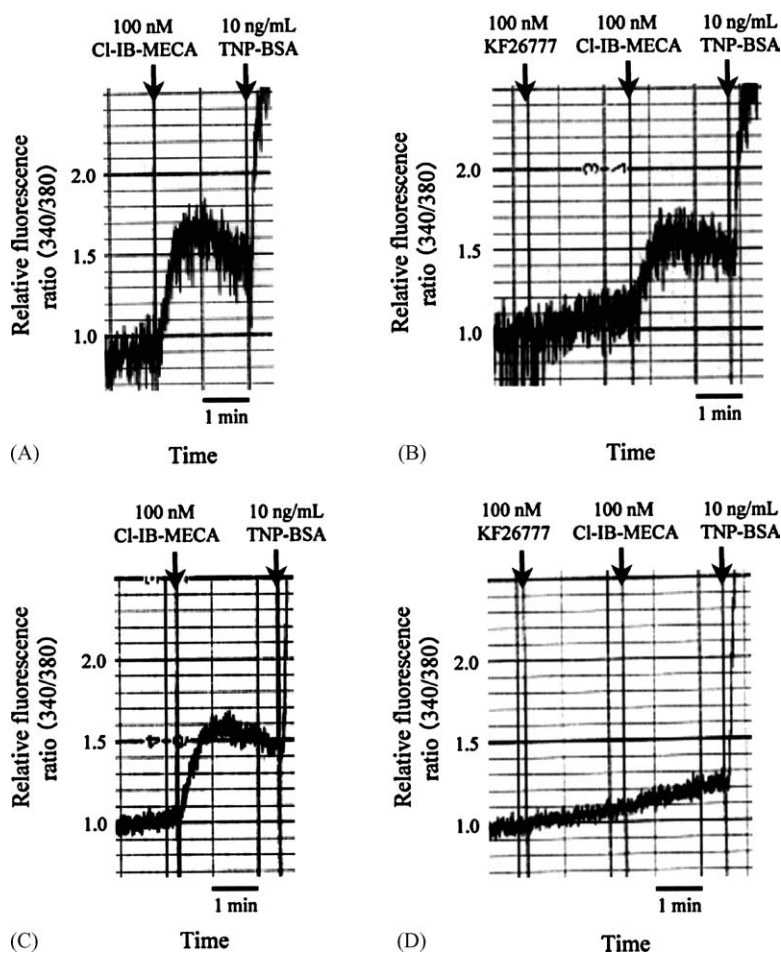 100 nM
Cl-IB-MECA
10 ng/mL
TNP-BSA
Relative fluorescence
ratio (340/380)
2.0
1.5
1.0
1 min
(A)
Time
100 nM
KF26777
100 nM
Cl-IB-MECA
10 ng/mL
TNP-BSA
Relative fluorescence
ratio (340/380)
2.0
1.5
1.0
1 min
(B)
Time
100 nM
Cl-IB-MECA
10 ng/mL
TNP-BSA
Relative fluorescence
ratio (340/380)
2.0
1.5
1.0
1 min
(C)
Time
100 nM
KF26777
100 nM
Cl-IB-MECA
10 ng/mL
TNP-BSA
Relative fluorescence
ratio (340/380)
2.0
1.5
1.0
1 min
(D)
Time